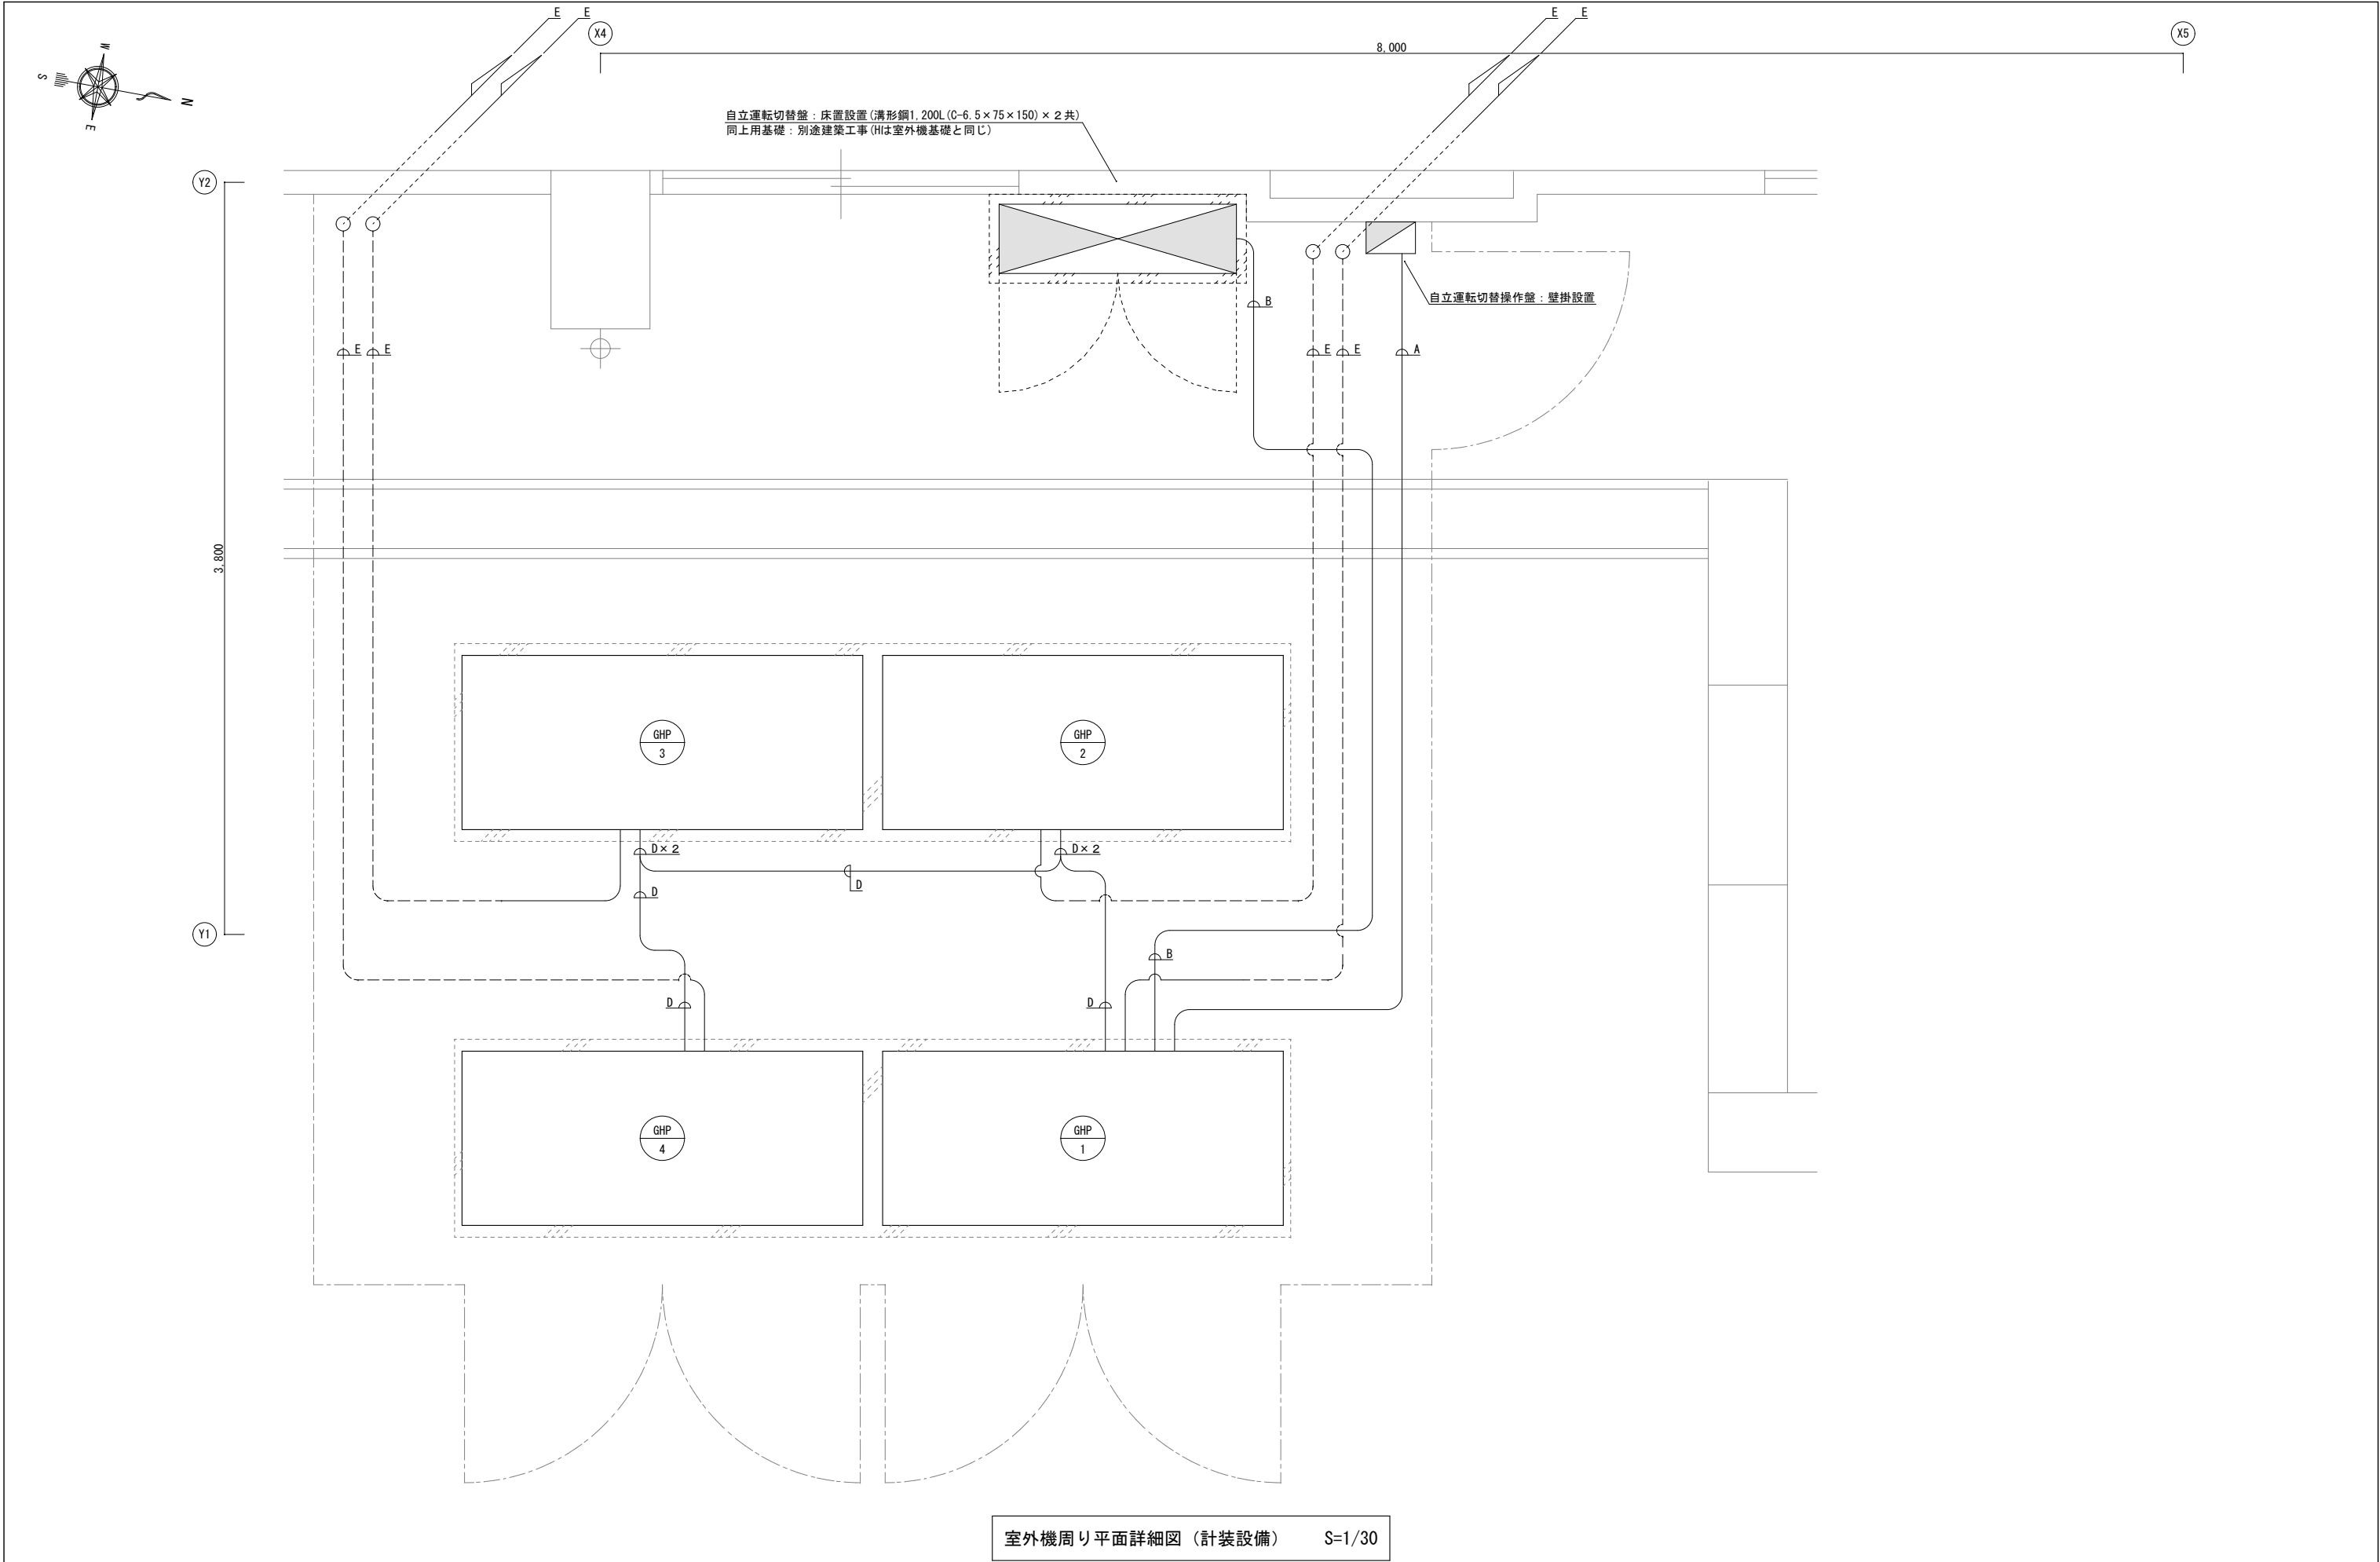 E
E
E
E
X4
X5
8,000
W
S
N
E
自立運転切替盤：床置設置(溝形鋼1,200L(C-6.5×75×150)×２共)
同上用基礎：別途建築工事(Hは室外機基礎と同じ)
Y2
自立運転切替操作盤：壁掛設置
B
E
E
E
E
A
3,800
GHP
3
GHP
2
D×２
D×２
D
D
Y1
B
D
D
GHP
4
GHP
1
室外機周り平面詳細図（計装設備） S=1/30